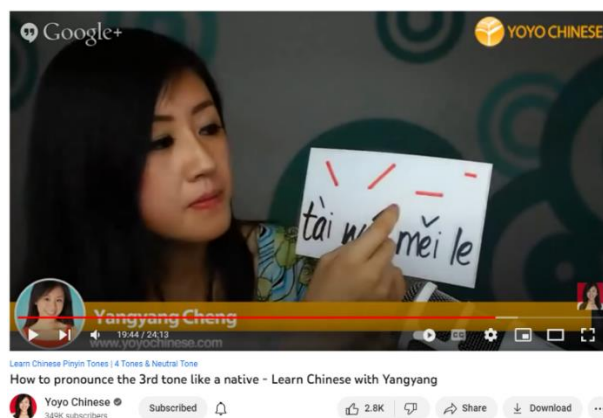 Google+
YOYO CHINESE
tài
měi le
Yangyang Cheng
www.yoyochinese.com
19:44 / 24:13
CC
Learn Chinese Pinyin Tones | 4 Tones & Neutral Tone
How to pronounce the 3rd tone like a native - Learn Chinese with Yangyang
Yoyo Chinese
349K subscribers
Subscribed
2.8K
Share
Download